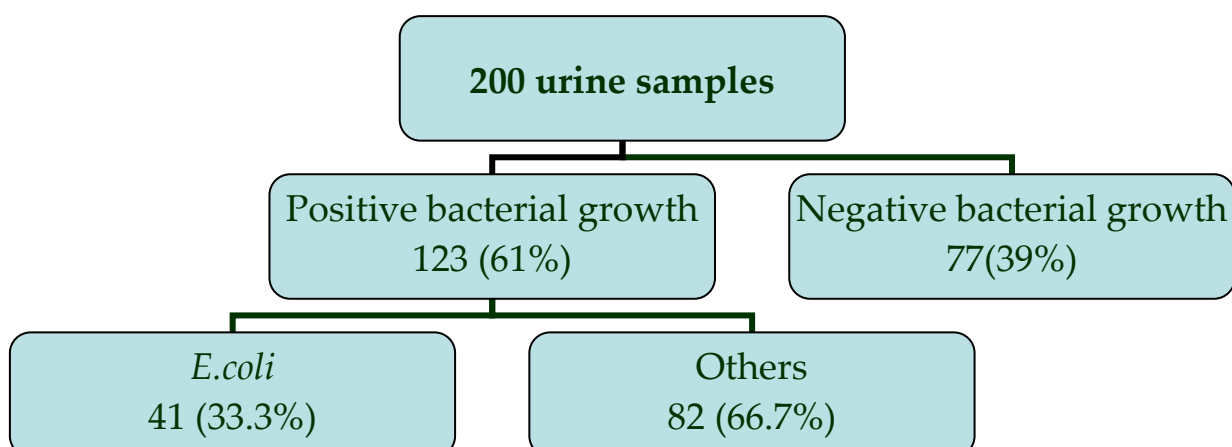 200 urine samples
Positive bacterial growth
123 (61%)
Negative bacterial growth
77(39%)
E.coli
41 (33.3%)
Others
82 (66.7%)